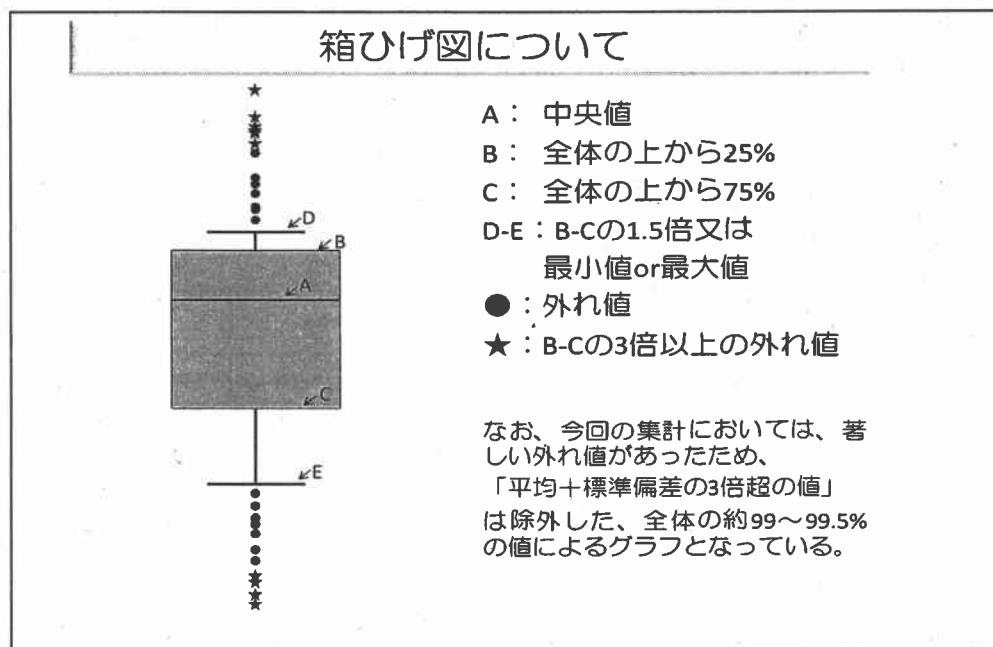 箱ひげ図について
D
B
A
C
E
A： 中央値
B： 全体の上から25%
C： 全体の上から75%
D-E：B-Cの1.5倍又は
最小値or最大値
●：外れ値
★：B-Cの3倍以上の外れ値
なお、今回の集計においては、著
しい外れ値があったため、
「平均＋標準偏差の3倍超の値」
は除外した、全体の約99～99.5%
の値によるグラフとなっている。